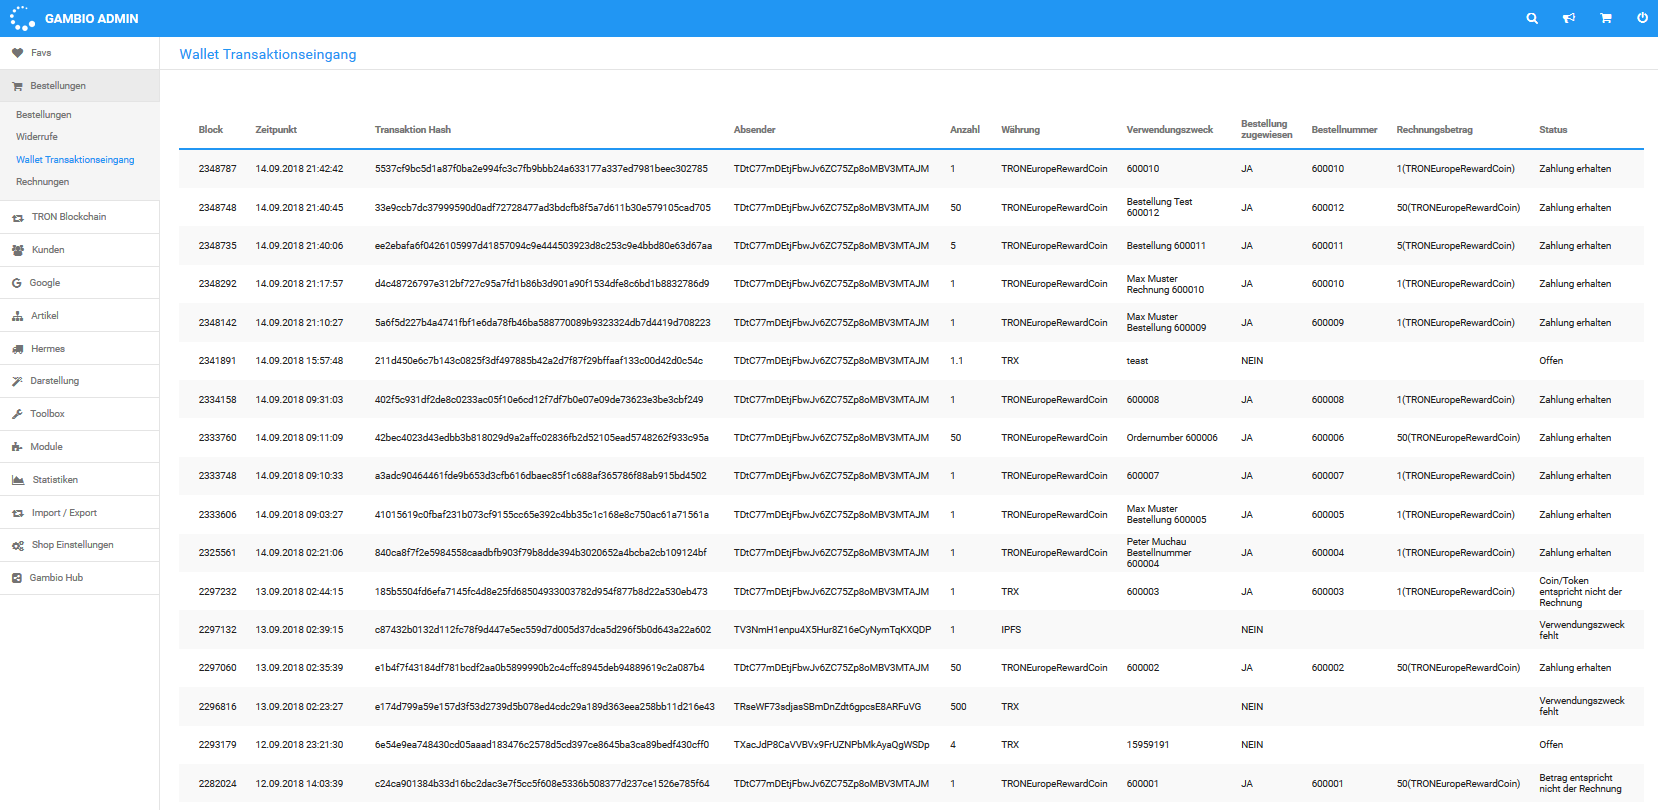 GAMBIO ADMIN
Favs
Bestellungen
Bestellungen
Widerrufe
Wallet Transaktionseingang
Rechnungen
TRON Blockchain
Kunden
Google
Artikel
Hermes
Darstellung
Toolbox
Module
Statistiken
Import / Export
Shop Einstellungen
Gambio Hub
Wallet Transaktionseingang
Block Zeitpunkt Transaktion Hash Absender Anzahl Währung Verwendungszweck Bestellung zugewiesen Bestellnummer Rechnungsbetrag Status
2348787 14.09.2018 21:42:42 5537cf9bc5d1a87f0ba2e994fc3c7fb9bbb24a633177a337ed7981beec302785 TDtC77mDEtjFbwJv6ZC75Zp8oMBV3MTAJM 1 TRONEuropeRewardCoin 600010 JA 600010 1(TRONEuropeRewardCoin) Zahlung erhalten
2348748 14.09.2018 21:40:45 33e9ccb7dc37999590d0adf72728477ad3bdcfb8f5a7d611b30e579105cad705 TDtC77mDEtjFbwJv6ZC75Zp8oMBV3MTAJM 50 TRONEuropeRewardCoin Bestellung Test 600012 JA 600012 50(TRONEuropeRewardCoin) Zahlung erhalten
2348735 14.09.2018 21:40:06 ee2ebafa6f0426105997d41857094c9e444503923d8c253c9e4bbd80e63d67aa TDtC77mDEtjFbwJv6ZC75Zp8oMBV3MTAJM 5 TRONEuropeRewardCoin Bestellung 600011 JA 600011 5(TRONEuropeRewardCoin) Zahlung erhalten
2348292 14.09.2018 21:17:57 d4c48726797e312bf727c95a7fd1b86b3d901a90f1534dfe8c6bd1b8832786d9 TDtC77mDEtjFbwJv6ZC75Zp8oMBV3MTAJM 1 TRONEuropeRewardCoin Max Muster Rechnung 600010 JA 600010 1(TRONEuropeRewardCoin) Zahlung erhalten
2348142 14.09.2018 21:10:27 5a6f5d227b4a4741fbf1e6da78fb46ba588770089b9323324db7d4419d708223 TDtC77mDEtjFbwJv6ZC75Zp8oMBV3MTAJM 1 TRONEuropeRewardCoin Max Muster Bestellung 600009 JA 600009 1(TRONEuropeRewardCoin) Zahlung erhalten
2341891 14.09.2018 15:57:48 211d450e6c7b143c0825f3df497885b42a2d7f87f29bffaaf133c00d42d0c54c TDtC77mDEtjFbwJv6ZC75Zp8oMBV3MTAJM 1.1 TRX teast NEIN Offen
2334158 14.09.2018 09:31:03 402f5c931df2de8c0233ac05f10e6cd12f7df7b0e07e09de73623e3be3cbf249 TDtC77mDEtjFbwJv6ZC75Zp8oMBV3MTAJM 1 TRONEuropeRewardCoin 600008 JA 600008 1(TRONEuropeRewardCoin) Zahlung erhalten
2333760 14.09.2018 09:11:09 42bec4023d43edbb3b818029d9a2affc02836fb2d52105ead5748262f933c95a TDtC77mDEtjFbwJv6ZC75Zp8oMBV3MTAJM 50 TRONEuropeRewardCoin Ordernumber 600006 JA 600006 50(TRONEuropeRewardCoin) Zahlung erhalten
2333748 14.09.2018 09:10:33 a3adc90464461fde9b653d3cfb616dbaec85f1c688af365786f88ab915bd4502 TDtC77mDEtjFbwJv6ZC75Zp8oMBV3MTAJM 1 TRONEuropeRewardCoin 600007 JA 600007 1(TRONEuropeRewardCoin) Zahlung erhalten
2333606 14.09.2018 09:03:27 41015619c0fbaf231b073cf9155cc65e392c4bb35c1c168e8c750ac61a71561a TDtC77mDEtjFbwJv6ZC75Zp8oMBV3MTAJM 1 TRONEuropeRewardCoin Max Muster Bestellung 600005 JA 600005 1(TRONEuropeRewardCoin) Zahlung erhalten
2325561 14.09.2018 02:21:06 840ca8f7f2e5984558caadbfb903f79b8dde394b3020652a4bcba2cb109124bf TDtC77mDEtjFbwJv6ZC75Zp8oMBV3MTAJM 1 TRONEuropeRewardCoin Peter Muchau Bestellnummer 600004 JA 600004 1(TRONEuropeRewardCoin) Zahlung erhalten
2297232 13.09.2018 02:44:15 185b5504fd6efa7145fc4d8e25fd68504933003782d954f877b8d22a530eb473 TDtC77mDEtjFbwJv6ZC75Zp8oMBV3MTAJM 1 TRX 600003 JA 600003 1(TRONEuropeRewardCoin) Coin/Token entspricht nicht der Rechnung
2297132 13.09.2018 02:39:15 c87432b0132d112fc78f9d447e5ec559d7d005d37dca5d296f5b0d643a22a602 TV3NmH1enpu4X5Hur8Z16eCyNymTqKXQDP 1 IPFS NEIN Verwendungszweck fehlt
2297060 13.09.2018 02:35:39 e1b4f7f43184df781bcdf2aa0b5899990b2c4cffc8945deb94889619c2a087b4 TDtC77mDEtjFbwJv6ZC75Zp8oMBV3MTAJM 50 TRONEuropeRewardCoin 600002 JA 600002 50(TRONEuropeRewardCoin) Zahlung erhalten
2296816 13.09.2018 02:23:27 e174d799a59e157d3f53d2739d5b078ed4cdc29a189d363eea258bb11d216e43 TRseWF73sdjasSBmDnZdt6gpcsE8ARFuVG 500 TRX NEIN Verwendungszweck fehlt
2293179 12.09.2018 23:21:30 6e54e9ea748430cd05aaad183476c2578d5cd397ce8645ba3ca89bedf430cff0 TXacJdP8CaVVBVx9FrUZNPbMkAyaQgWSDp 4 TRX 15959191 NEIN Offen
2282024 12.09.2018 14:03:39 c24ca901384b33d16bc2dac3e7f5cc5f608e5336b508377d237ce1526e785f64 TDtC77mDEtjFbwJv6ZC75Zp8oMBV3MTAJM 1 TRONEuropeRewardCoin 600001 JA 600001 50(TRONEuropeRewardCoin) Betrag entspricht nicht der Rechnung